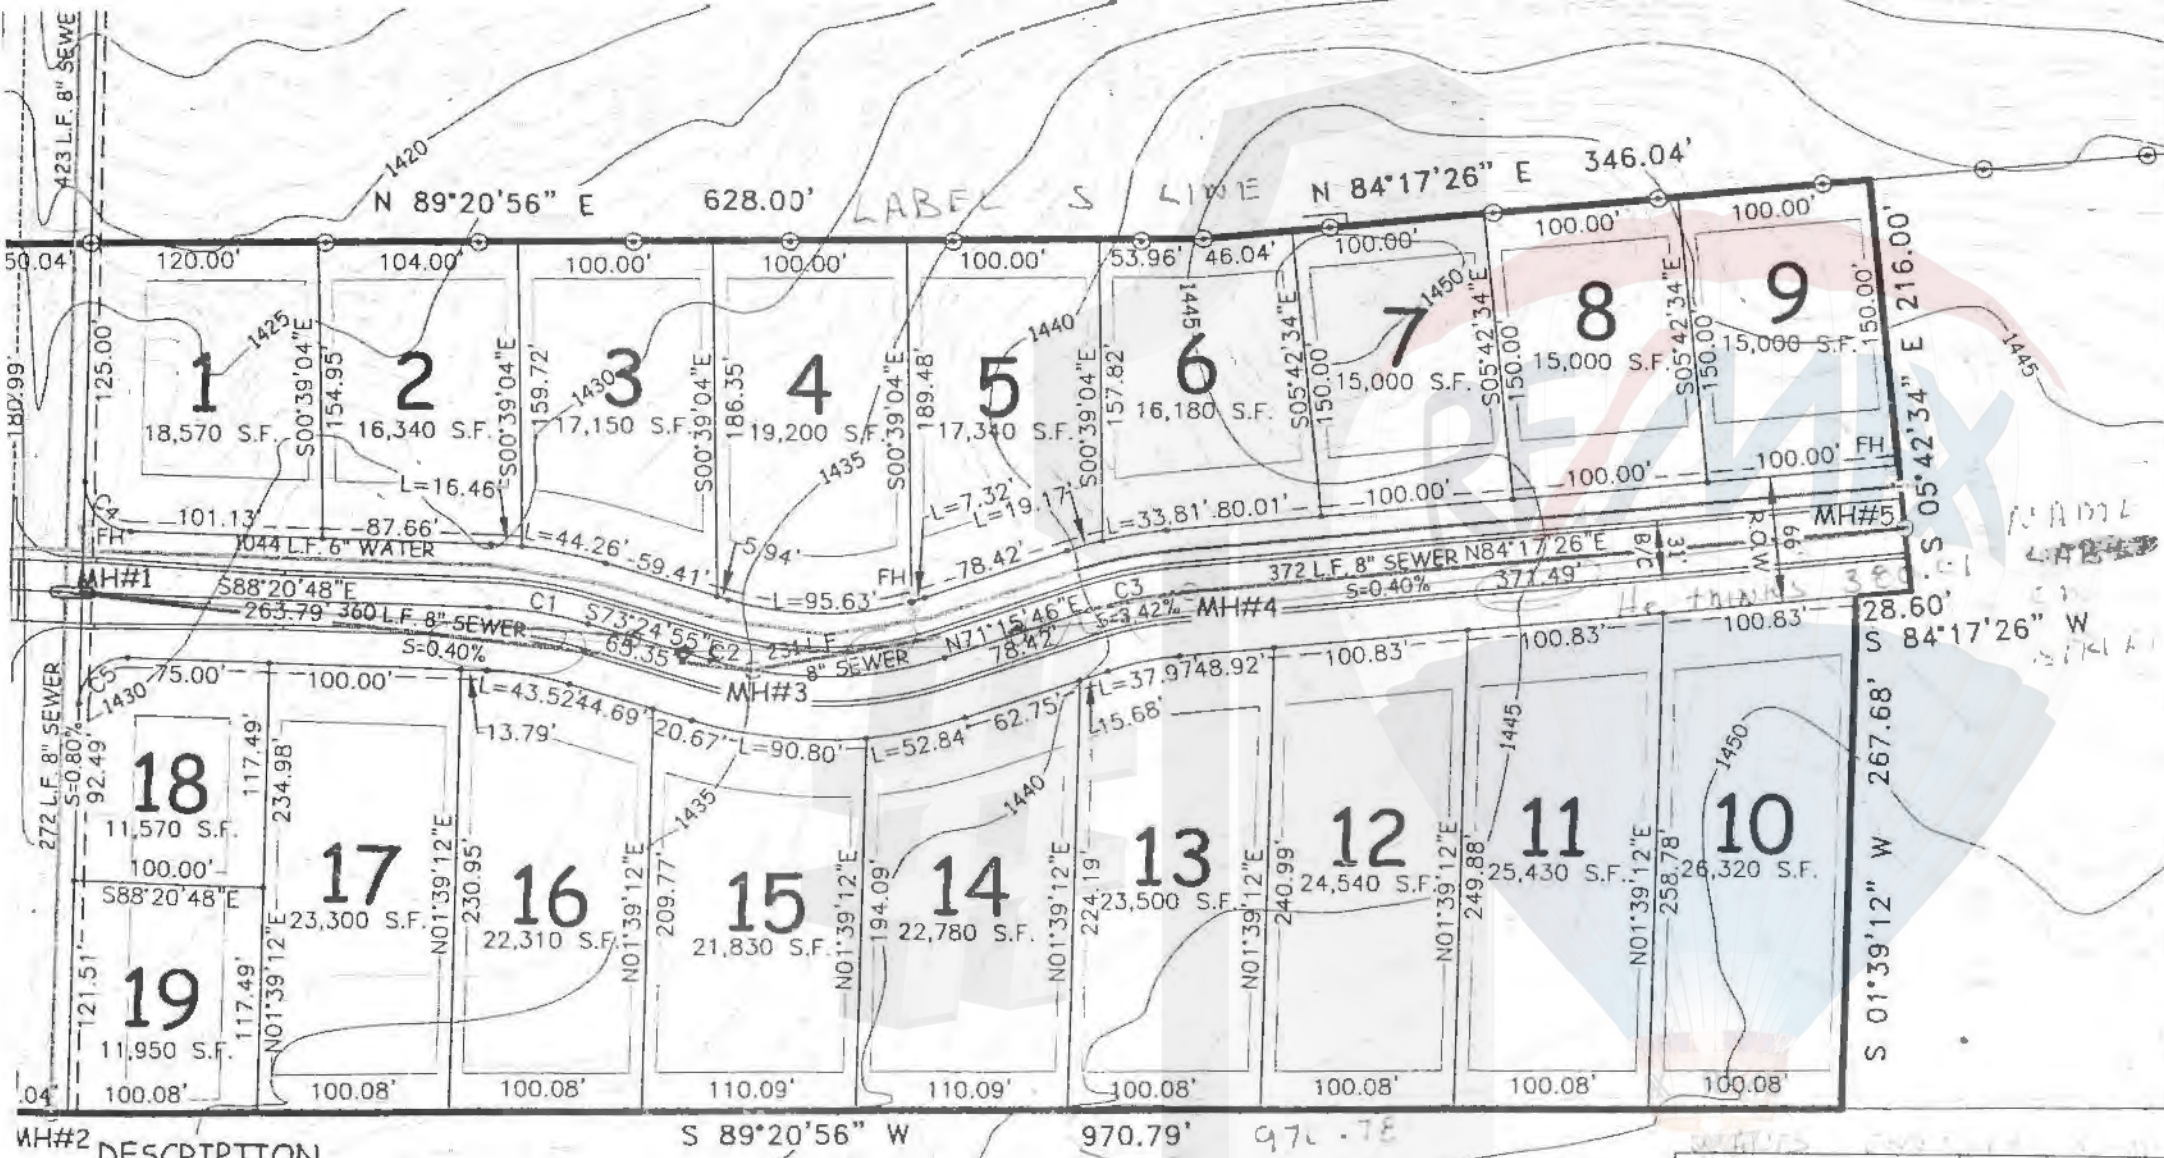 423 L.F. 8" SEWE
1420
N 89°20'56" E
628.00'
LABEL S LINE
N 84°17'26" E
346.04'
50.04'
120.00'
104.00'
100.00'
100.00'
100.00'
53.96'
46.04'
100.00'
100.00'
100.00'
S 05°42'34" E 216.00'
180.99'
125.00'
1
18,570 S.F.
1425
S00°39'04"E
154.95'
2
16,340 S.F.
S00°39'04"E
159.72'
1430
3
17,150 S.F.
S00°39'04"E
186.35'
4
19,200 S.F.
1435
S00°39'04"E
189.48'
5
17,340 S.F.
1440
S00°39'04"E
157.82'
1445
6
16,180 S.F.
S05°42'34"E
150.00'
7
1450
15,000 S.F.
S05°42'34"E
150.00'
8
15,000 S.F.
S05°42'34"E
150.00'
9
15,000 S.F.
150.00'
1445
RE/MAX
C4
101.13'
87.66'
L=16.46'
L=44.26'
59.41'
5.94'
L=95.63'
FH
L=7.32'
L=19.17'
78.42'
L=33.81'
80.01'
100.00'
100.00'
100.00'
FH
FH
1044 L.F. 6" WATER
MH#1
S88°20'48"E
263.79'
360 L.F. 8" SEWER
S=0.40%
C1
S73°24'55"E
65.35'
C2
231 L.F.
8" SEWER
MH#3
N71°15'46"E
78.42'
C3
S=3.42%
MH#4
372 L.F. 8" SEWER
N84°17'26"E
S=0.40%
371.49'
31'
B/C
66'
ROW
MH#5
NAME
He thinks 380.
28.60'
S 84°17'26" W
C5
1430
75.00'
100.00'
L=43.52'
13.79'
44.69'
20.67'
L=90.80'
L=52.84'
62.75'
L=37.97'
15.68'
48.92'
100.83'
100.83'
100.83'
272 L.F. 8" SEWER
S=0.80%
92.49'
18
11,570 S.F.
117.49'
100.00'
S88°20'48"E
234.98'
17
23,300 S.F.
N01°39'12"E
230.95'
16
22,310 S.F.
N01°39'12"E
209.77'
1435
15
21,830 S.F.
N01°39'12"E
194.09'
14
22,780 S.F.
1440
N01°39'12"E
224.19'
13
23,500 S.F.
N01°39'12"E
240.99'
12
24,540 S.F.
N01°39'12"E
249.88'
1445
11
25,430 S.F.
N01°39'12"E
258.78'
1450
10
26,320 S.F.
S 01°39'12" W 267.68'
121.51'
19
11,950 S.F.
117.49'
N01°39'12"E
.04'
100.08'
100.08'
100.08'
110.09'
110.09'
100.08'
100.08'
100.08'
100.08'
MH#2
DESCRIPTION
S 89°20'56" W
970.79'